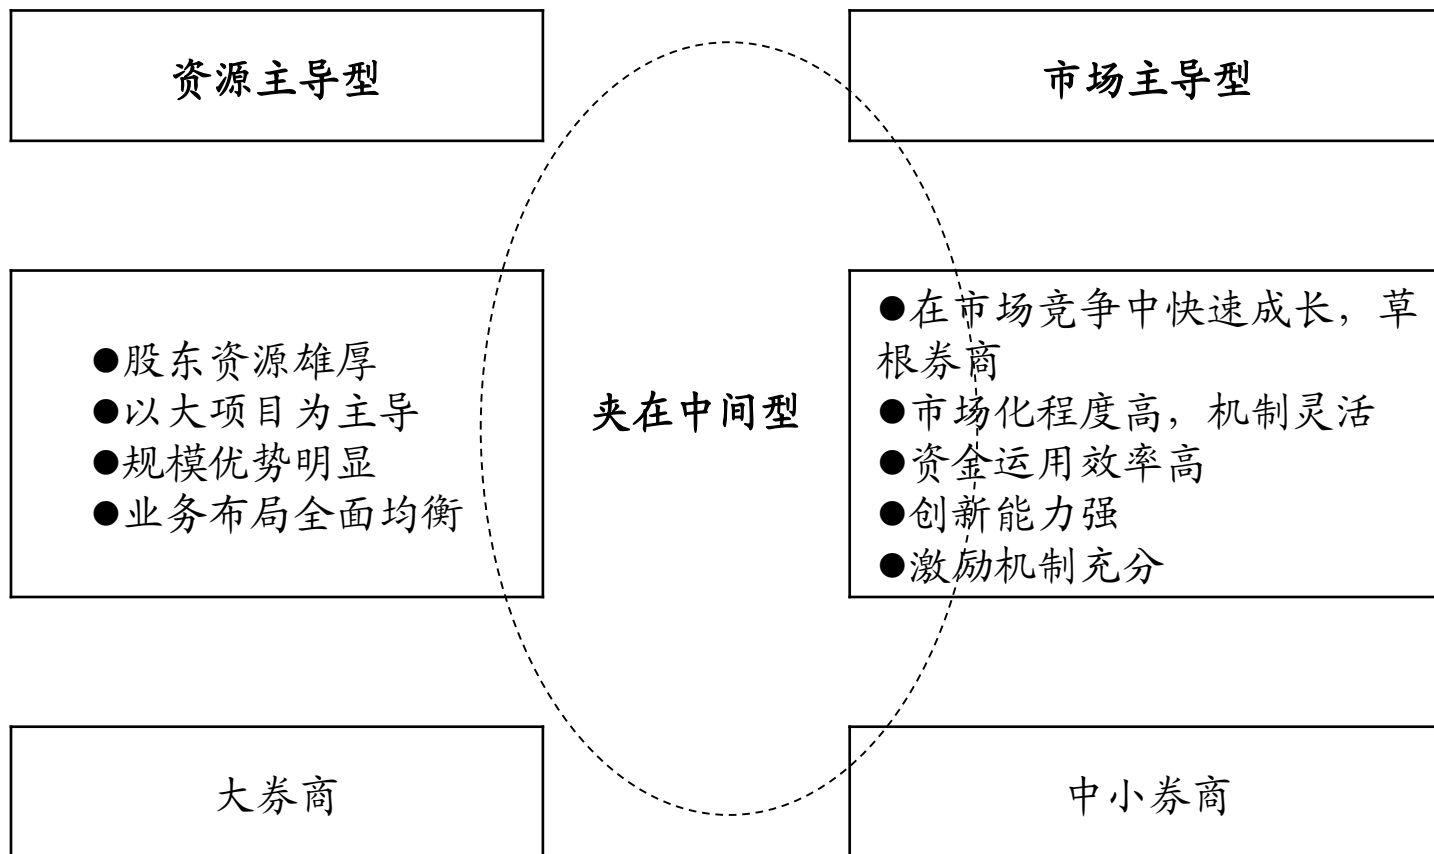 资源主导型
市场主导型
●股东资源雄厚
●以大项目为主导
●规模优势明显
●业务布局全面均衡
夹在中间型
●在市场竞争中快速成长，草
根券商
●市场化程度高，机制灵活
●资金运用效率高
●创新能力强
●激励机制充分
大券商
中小券商